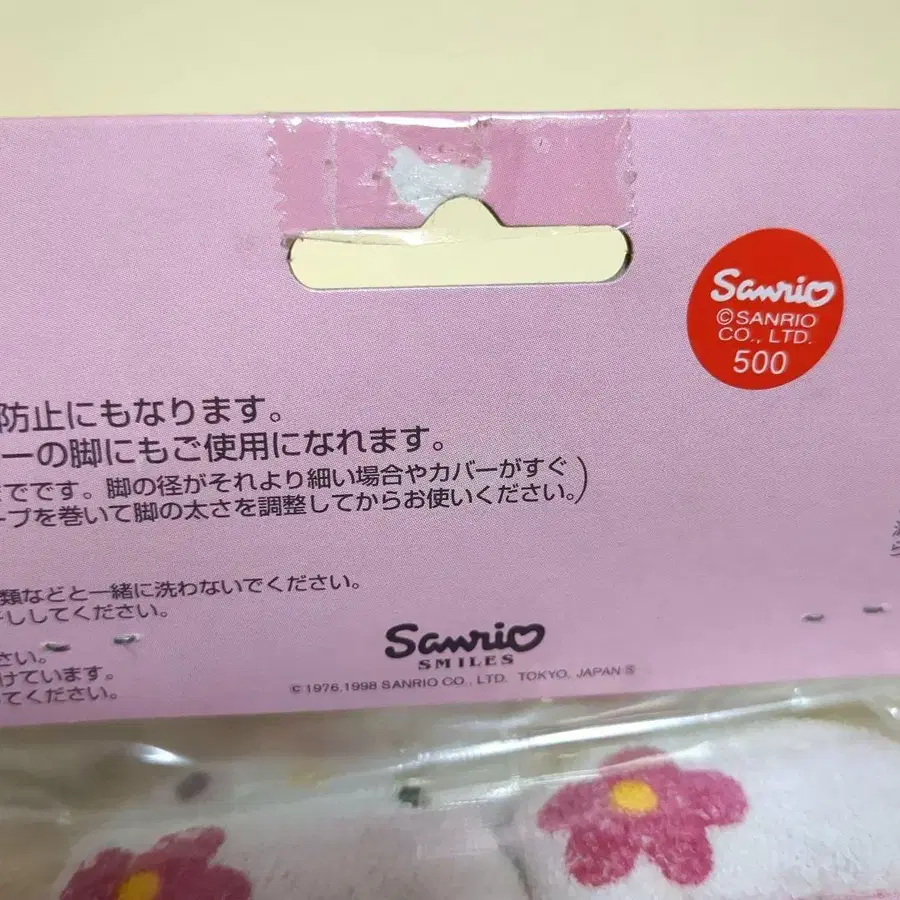 Sanrio
©SANRIO
CO., LTD.
500
防止にもなります。
ーの脚にもご使用になれます。
でです。脚の径がそれより細い場合やカバーがすぐ
ープを巻いて脚の太さを調整してからお使いください。)
類などと一緒に洗わないでください。
ししてください。
さい。
けています。
てください。
Sanrio
SMILES
©1976,1998 SANRIO CO., LTD. TOKYO, JAPAN Ⓢ